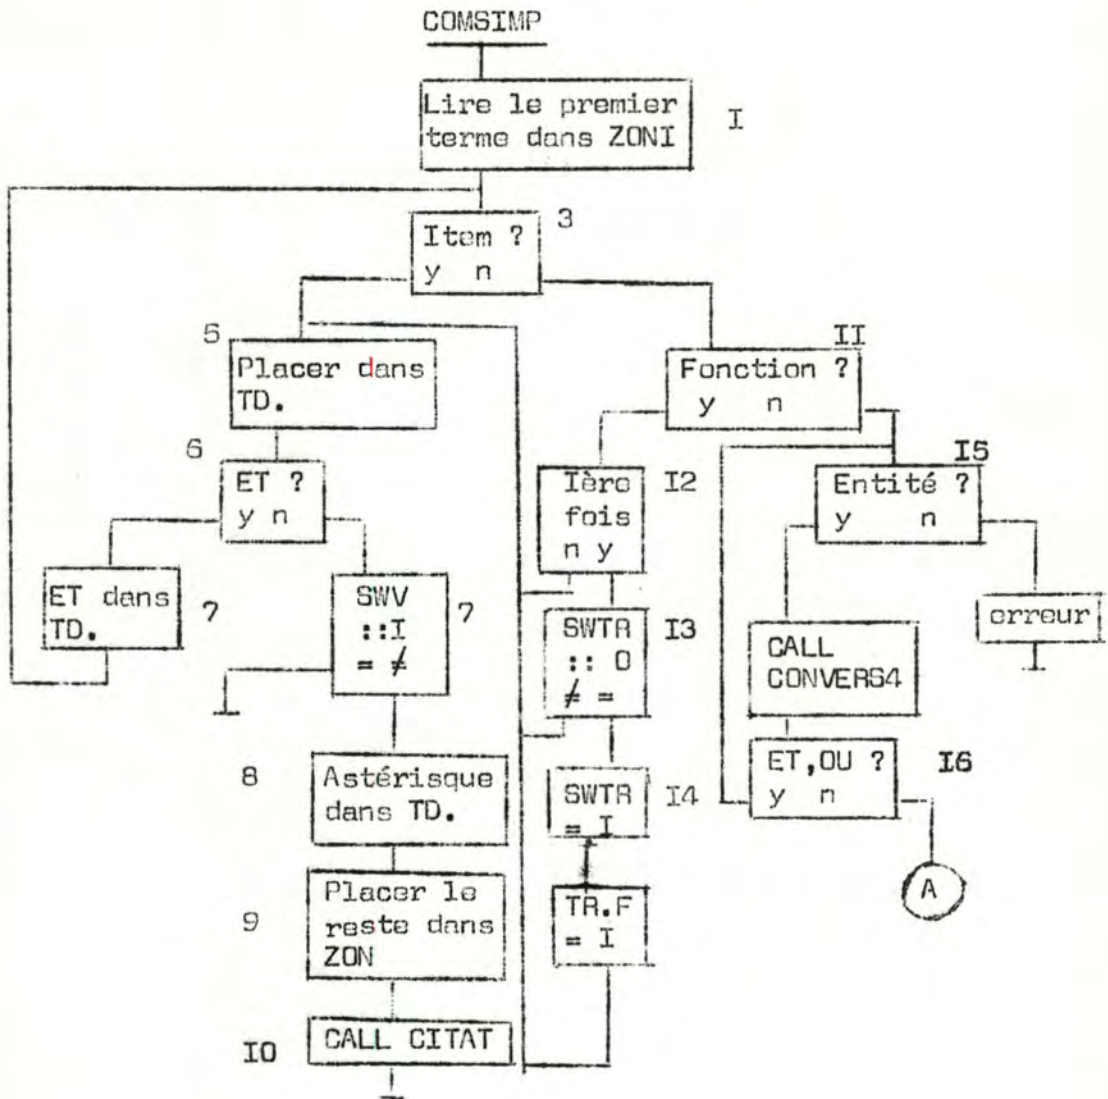 COMSIMP
Lire le premier
terme dans ZONI
I
3
Item ?
y n
5
Placer dans
TD.
6
ET ?
y n
ET dans
TD.
7
SWV
::I
= ≠
7
8
Astérisque
dans TD.
9
Placer le
reste dans
ZON
I0
CALL CITAT
II
Fonction ?
y n
Ière
fois
n y
I2
SWTR
:: 0
≠ =
I3
SWTR
= I
I4
TR.F
= I
I5
Entité ?
y n
erreur
CALL
CONVERS4
ET,OU ?
y n
I6
A